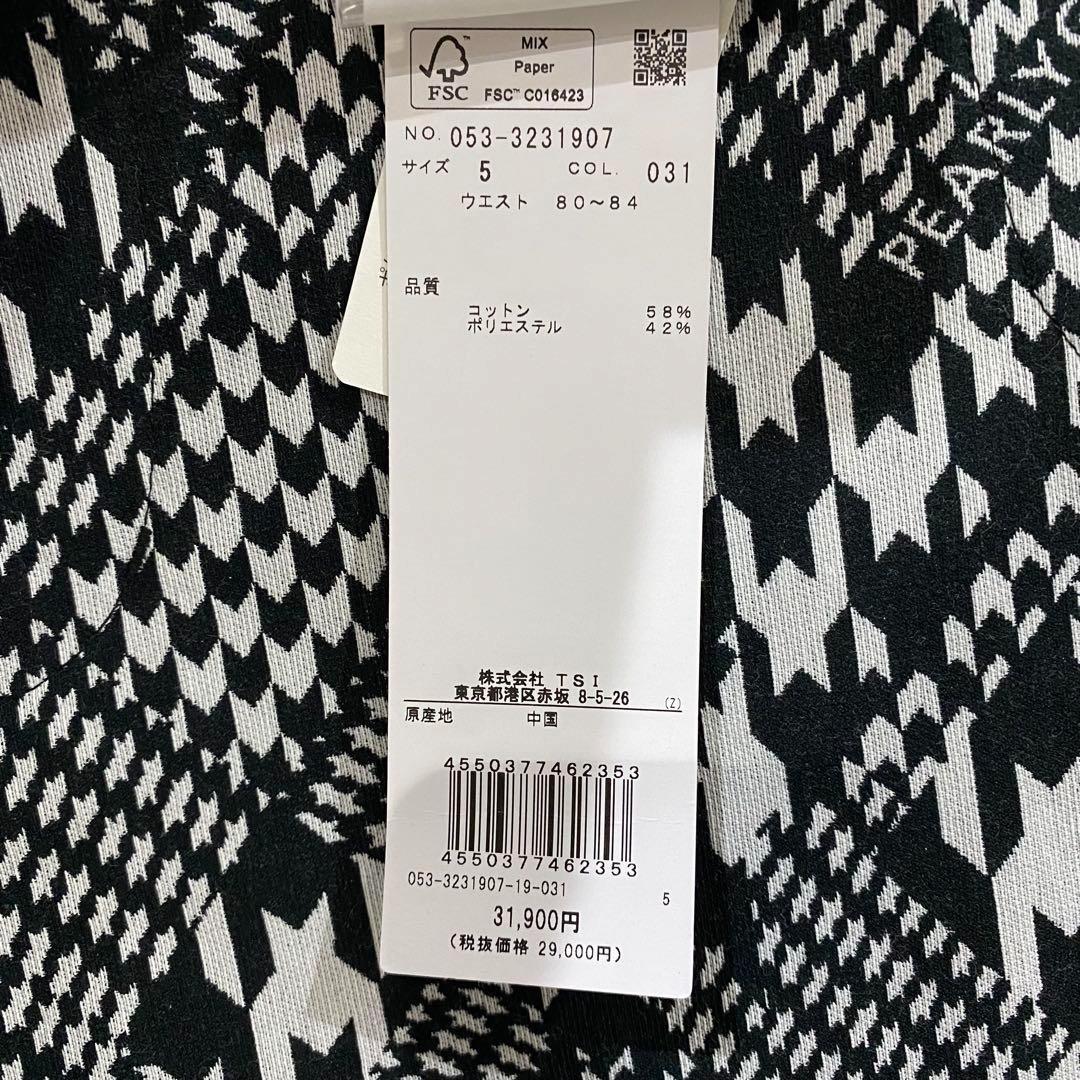 FSC
MIX
Paper
FSC™ C016423
NO. 053-3231907
サイズ 5 COL. 031
ウエスト 80～84
品質
コットン 58%
ポリエステル 42%
株式会社 TSI
東京都港区赤坂 8-5-26 (Z)
原産地 中国
4550377462353
4550377462353
053-3231907-19-031 5
31,900円
(税抜価格 29,000円)
PEARLY